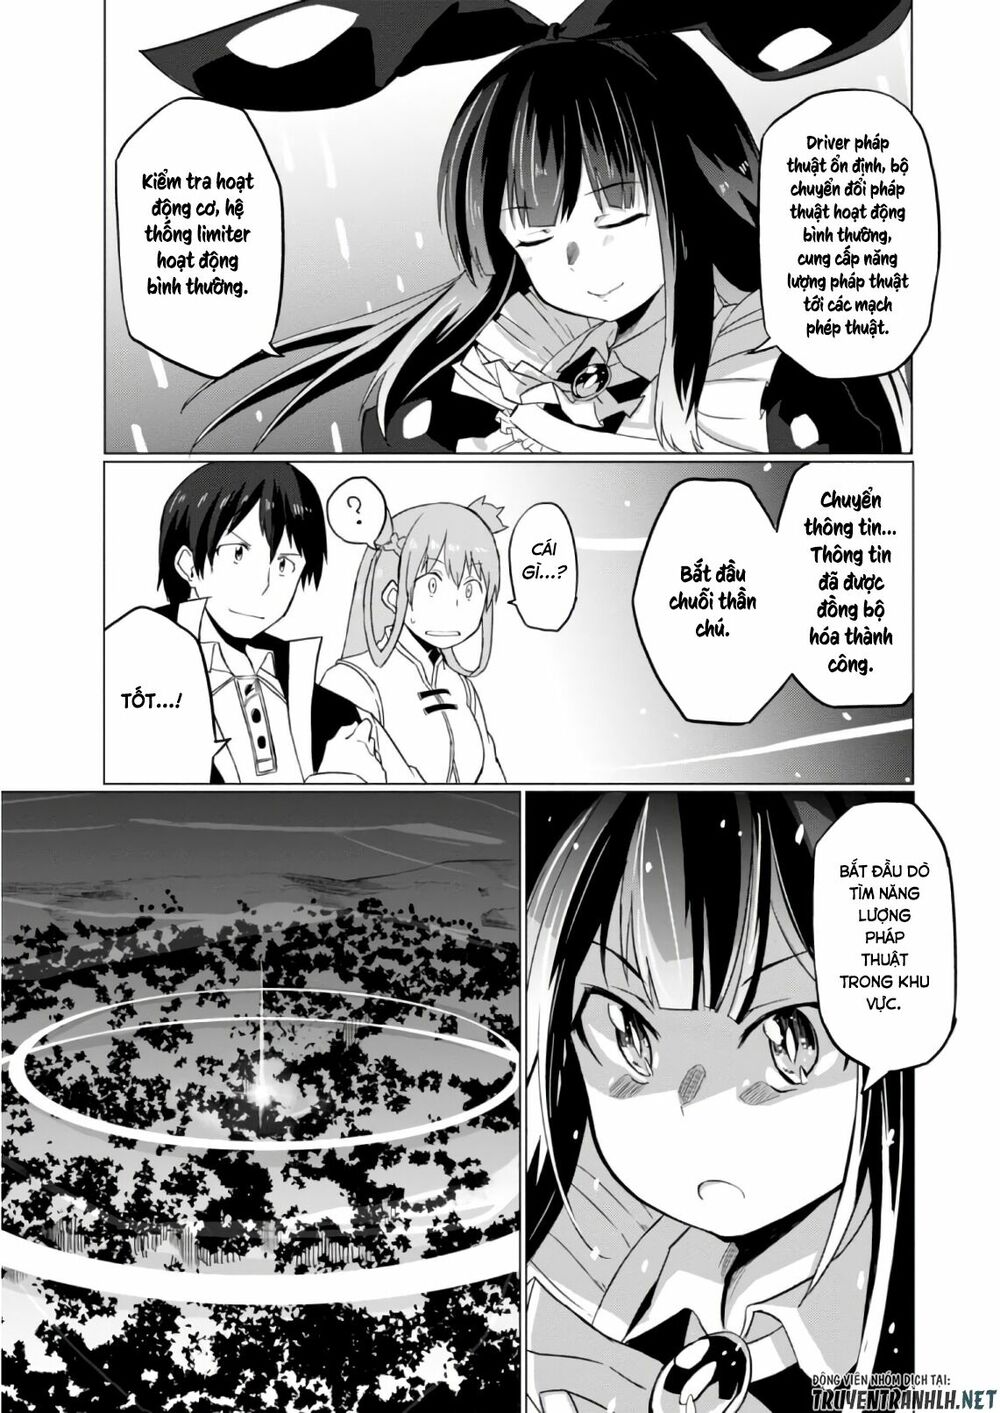 Driver pháp
thuật ổn định, bộ
chuyển đổi pháp
thuật hoạt động
bình thường,
cung cấp năng
lượng pháp thuật
tới các mạch
phép thuật.
Kiểm tra hoạt
động cơ, hệ
thống limiter
hoạt động
bình thường.
Chuyển
thông tin...
Thông tin
đã được
đồng bộ
hóa thành
công.
Bắt đầu
chuỗi thần
chú.
CÁI
GÌ...?
?
TỐT...!
BẮT ĐẦU DÒ
TÌM NĂNG
LƯỢNG
PHÁP
THUẬT
TRONG KHU
VỰC.
ĐỘNG VIÊN NHÓM DỊCH TẠI:
TRUYENTRANHLH.NET